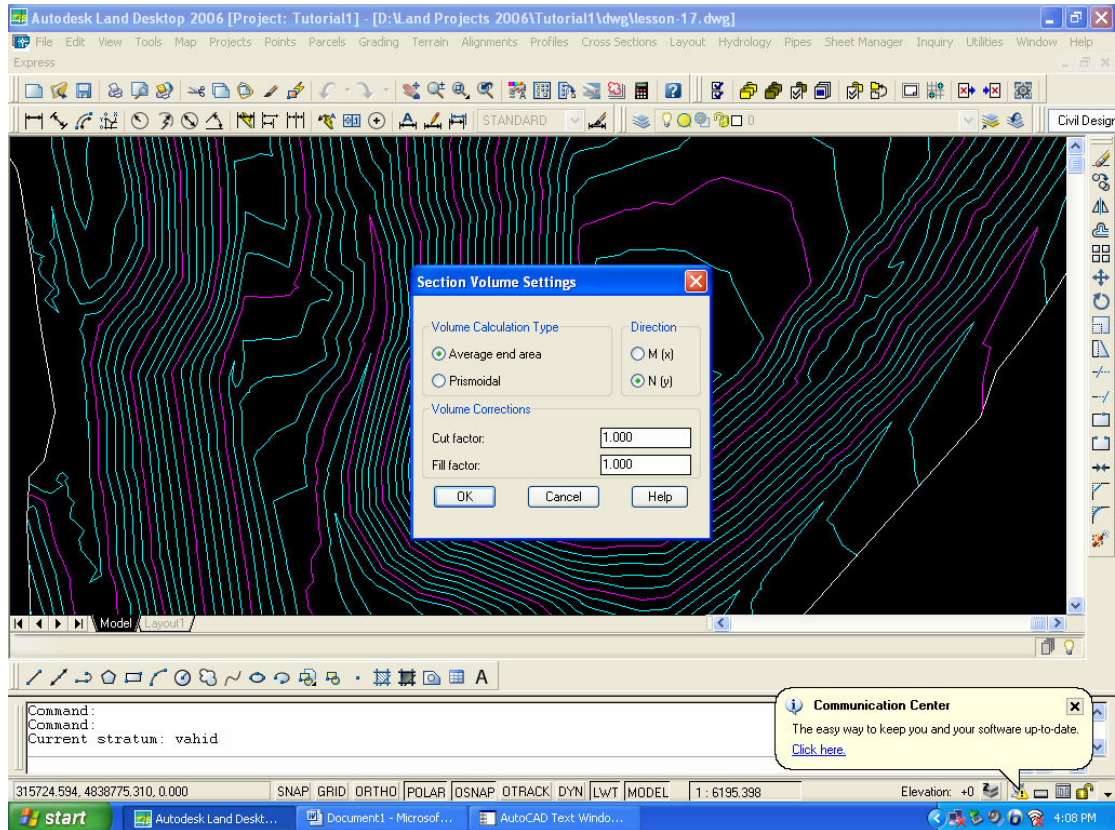 Autodesk Land Desktop 2006 [Project: Tutorial1] - [D:\Land Projects 2006\Tutorial1\dwg\lesson-17.dwg]
File Edit View Tools Map Projects Points Parcels Grading Terrain Alignments Profiles Cross Sections Layout Hydrology Pipes Sheet Manager Inquiry Utilities Window Help
Express
STANDARD 0 Civil Design
Section Volume Settings
Volume Calculation Type Direction
Average end area M (x)
Prismoidal N (y)
Volume Corrections
Cut factor: 1.000
Fill factor: 1.000
OK Cancel Help
Model Layout1
A
Command:
Command:
Current stratum: vahid
Communication Center
The easy way to keep you and your software up-to-date.
Click here.
315724.594, 4838775.310, 0.000 SNAP GRID ORTHO POLAR OSNAP OTRACK DYN LWT MODEL 1 : 6195.398 Elevation: +0
start Autodesk Land Deskt... Document1 - Microsof... AutoCAD Text Windo... 4:08 PM